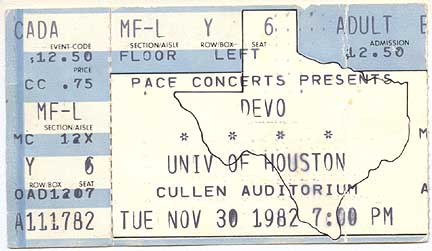 CADA MF-L Y 6 ADULT E
EVENT-CODE SECTION/AISLE ROW/BOX SEAT ADMISSION
$12.50 FLOOR LEFT $12.50
PRICE
CC .75 PACE CONCERTS PRESENTS
MF-L DEVO
SECTION/AISLE
MC 12X * * * * M
Y 6 UNIV OF HOUSTON
ROW/BOX SEAT CULLEN AUDITORIUM
OAD1207
A111782 TUE NOV 30 1982 7:00 PM